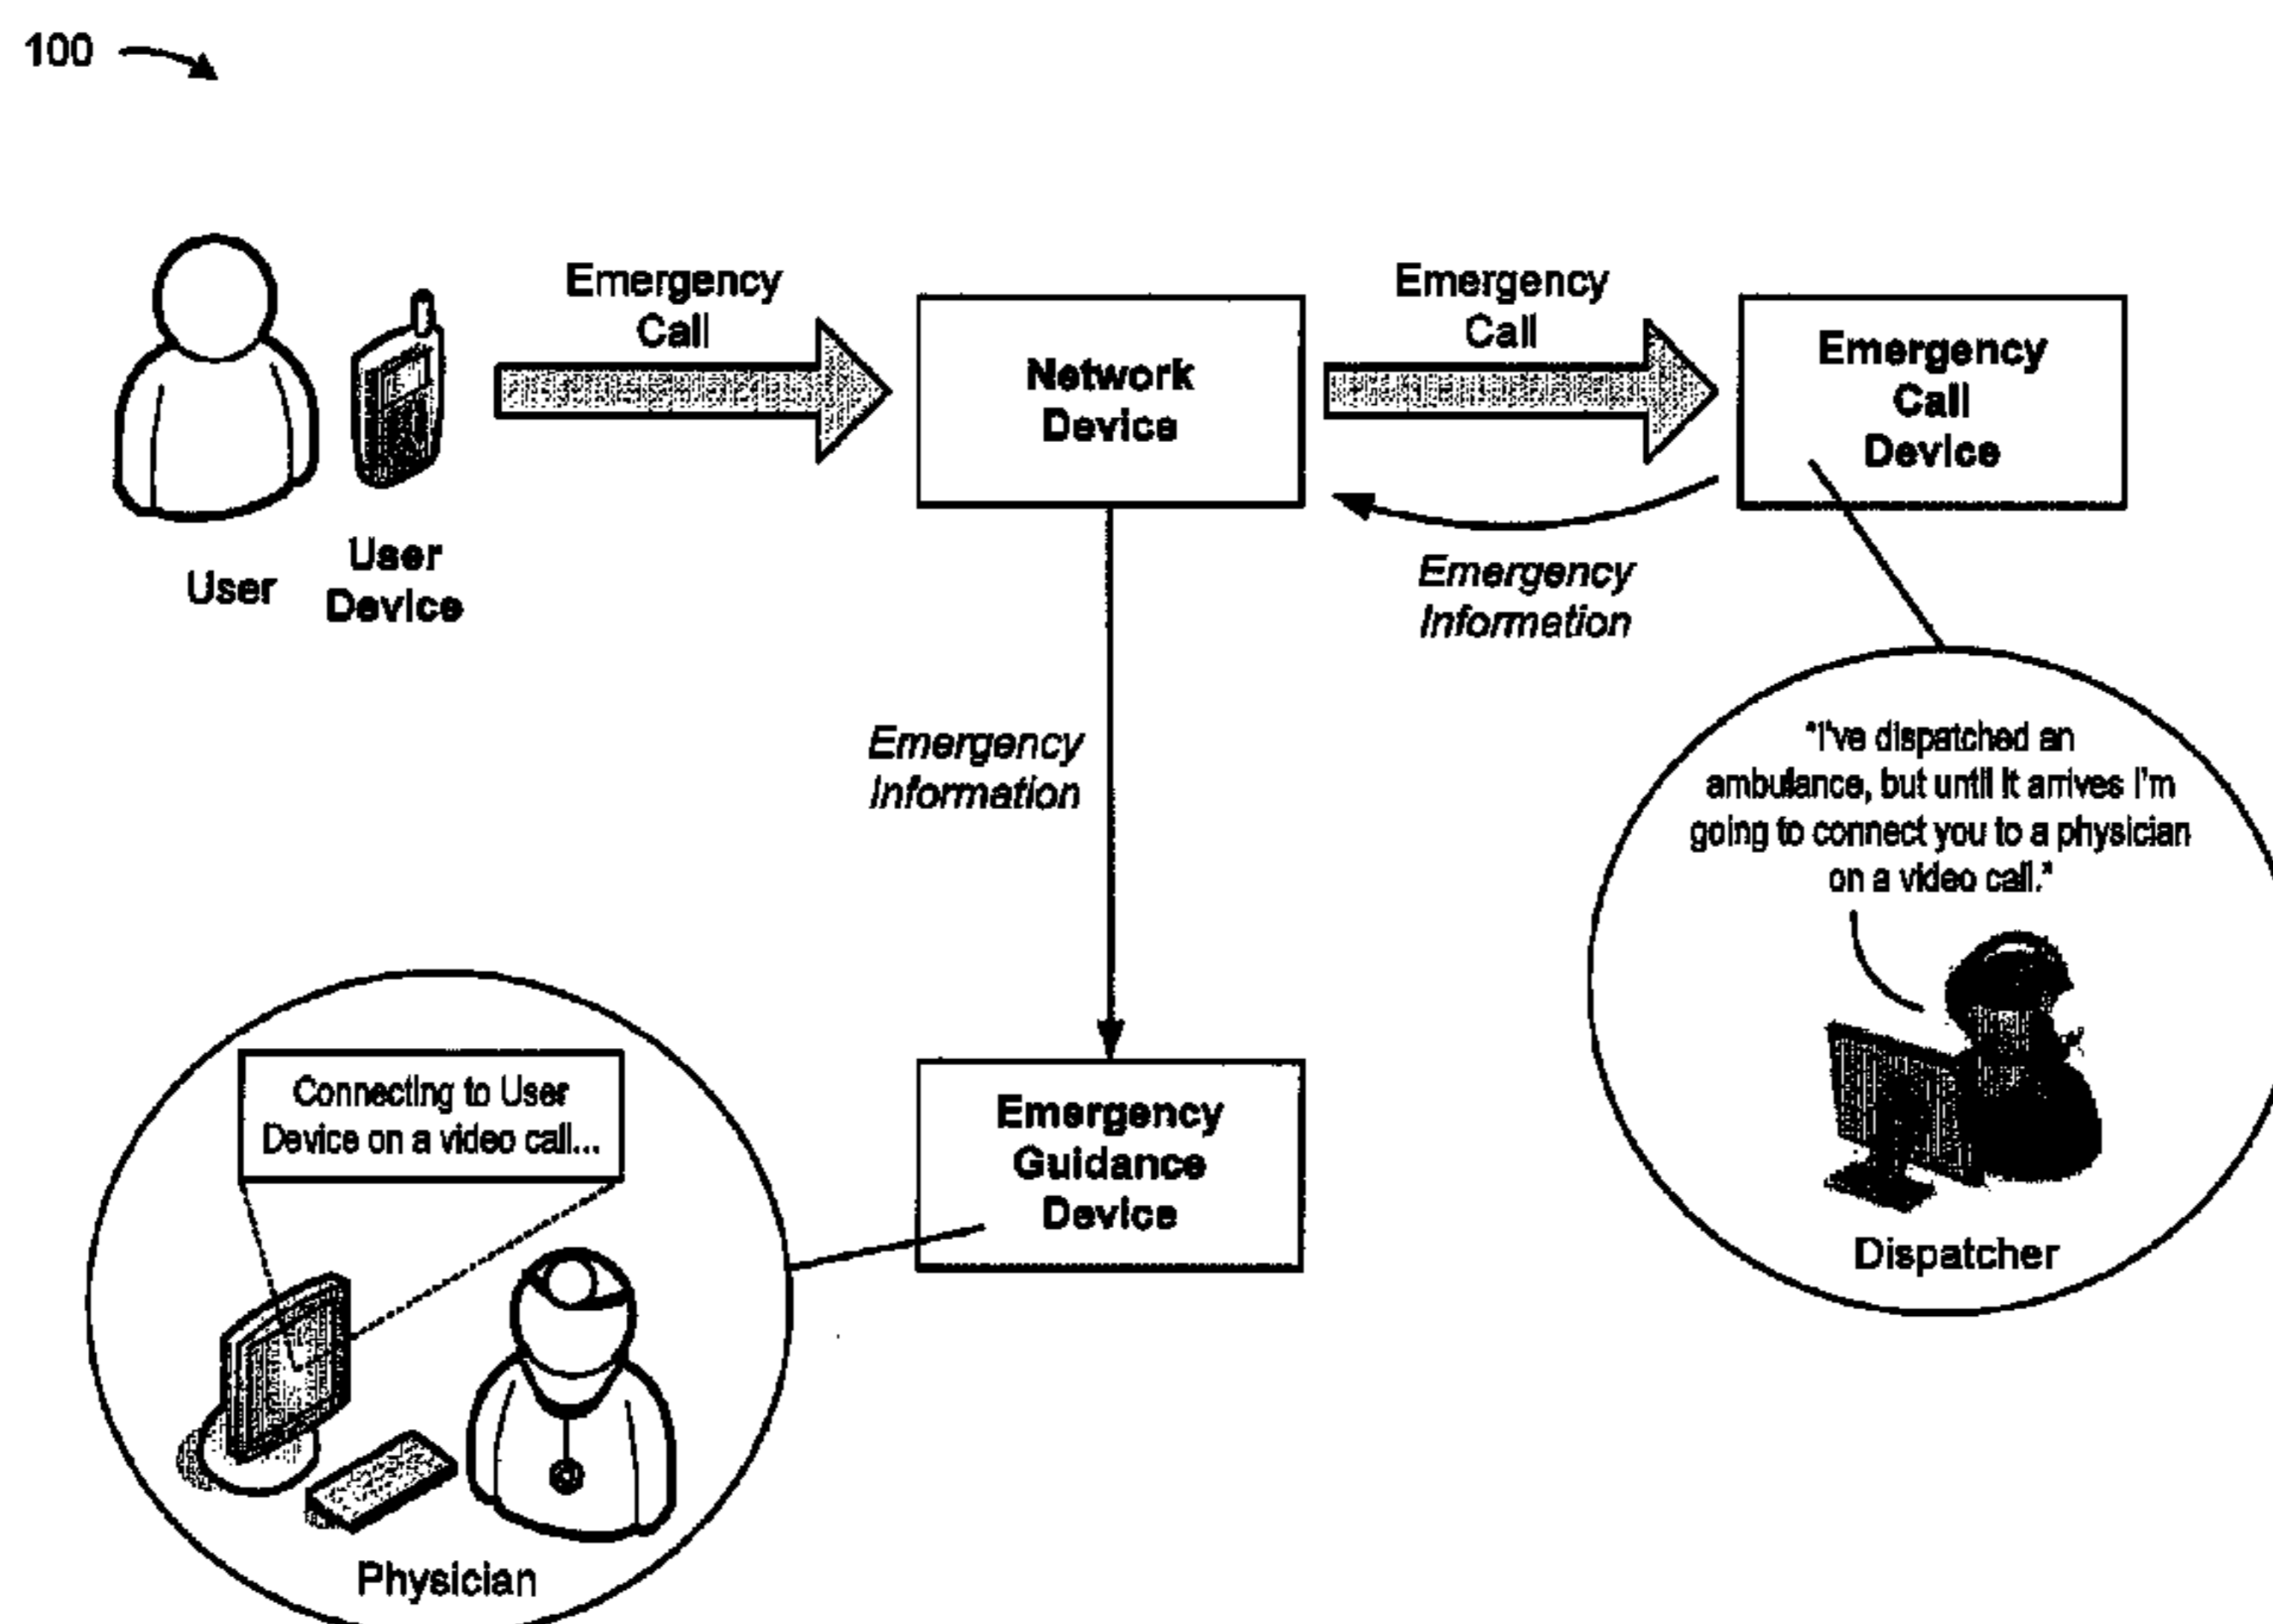 100
Emergency
Call
Emergency
Call
Network
Device
Emergency
Call
Device
User
User
Device
Emergency
Information
Emergency
Information
"I've dispatched an
ambulance, but until it arrives I'm
going to connect you to a physician
on a video call."
Dispatcher
Connecting to User
Device on a video call...
Emergency
Guidance
Device
Physician